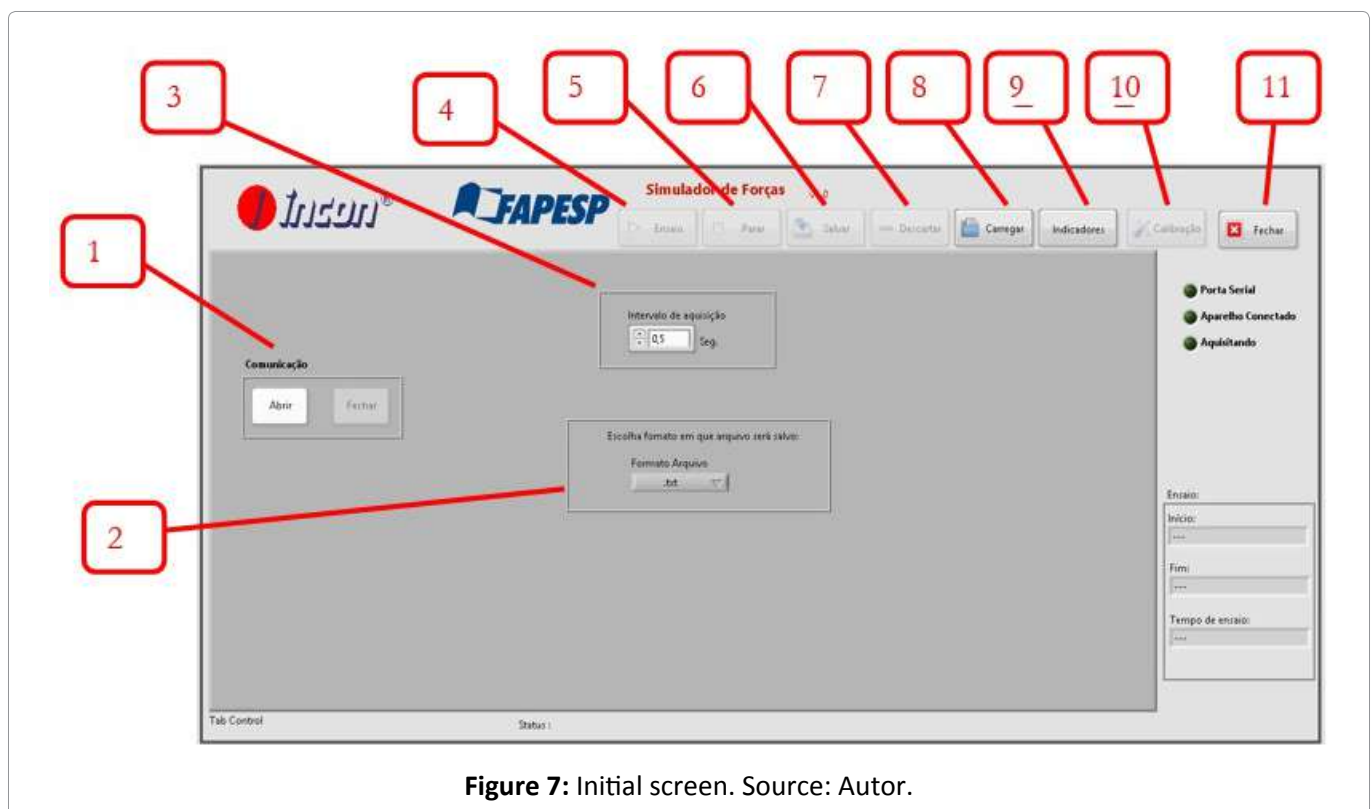 3
4
5
6
7
8
9
10
11
1
2
Incon®
FAPESP
Simulador de Forças
Ensaio
Parar
Salvar
Descartar
Carregar
Indicadores
Calibração
Fechar
Porta Serial
Aparelho Conectado
Aquisitando
Intervalo de aquisição
0,5 Seg.
Comunicação
Abrir Fechar
Escolha formato em que arquivo será salvo:
Formato Arquivo
.txt
Ensaio:
Início:
---
Fim:
---
Tempo de ensaio:
---
Tab Control
Status :
Figure 7: Initial screen. Source: Autor.